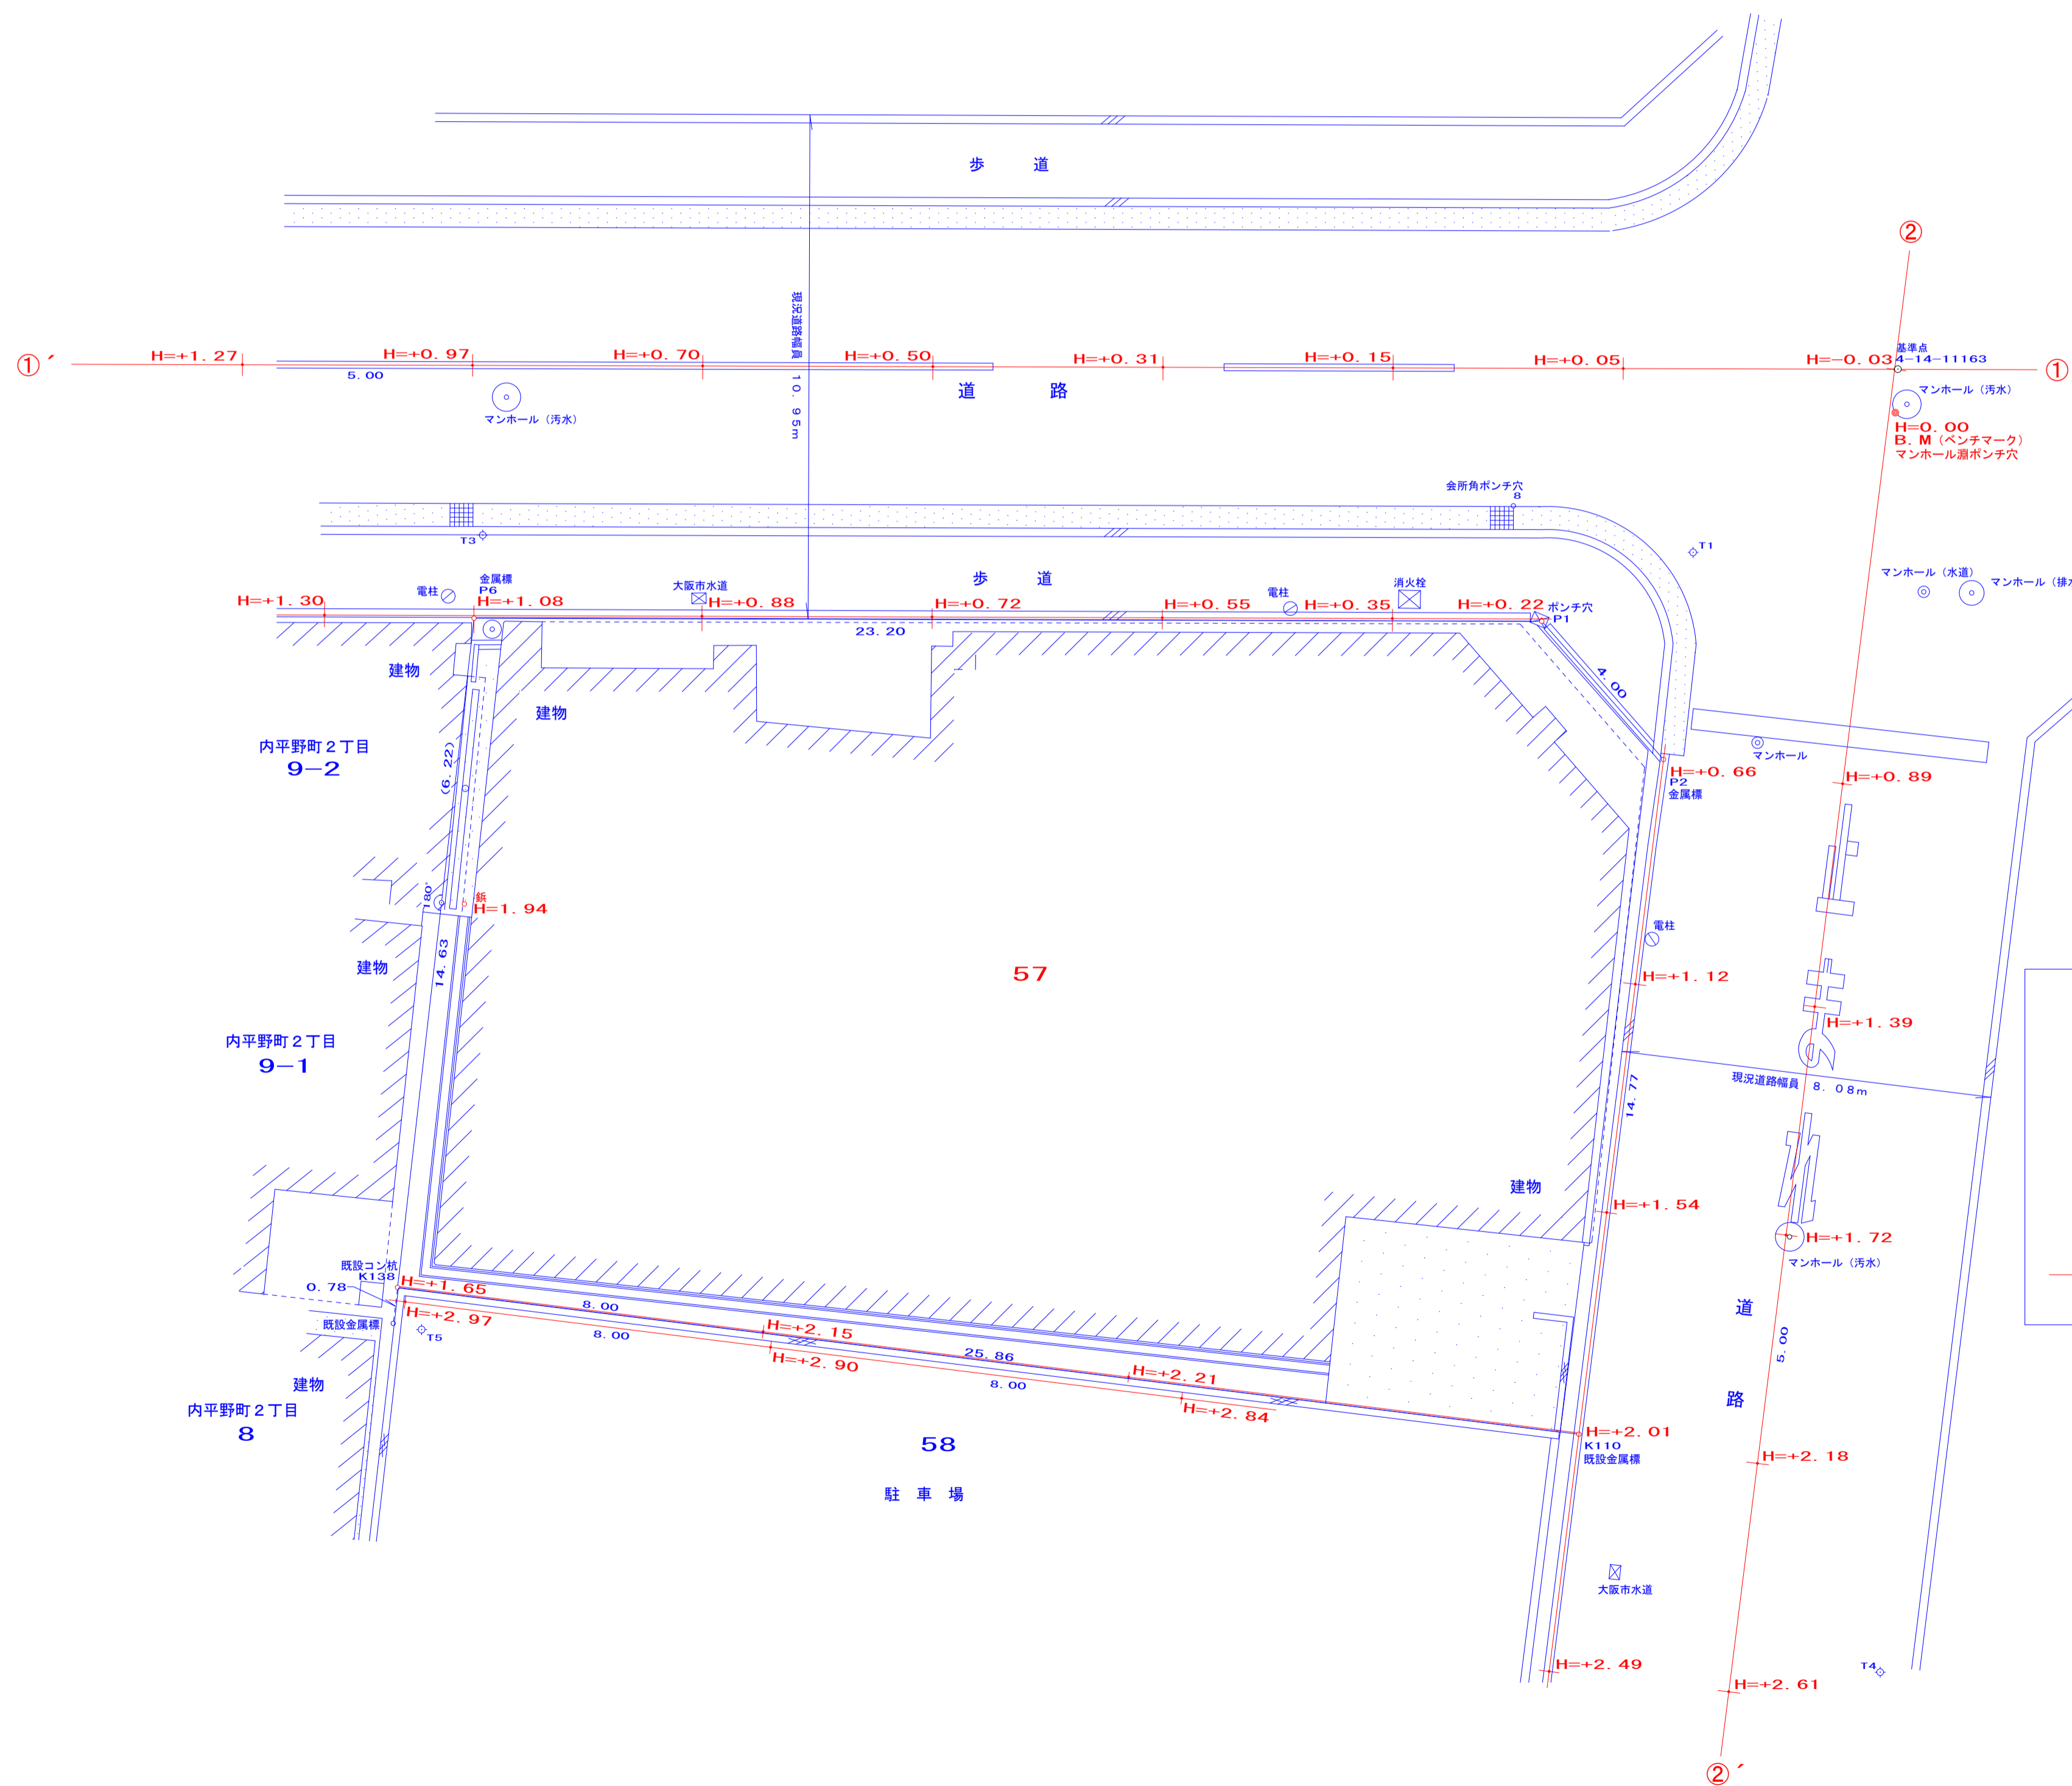 歩 道
②
現況道路幅員 10.95m
①′
H=+1.27
H=+0.97
H=+0.70
H=+0.50
H=+0.31
H=+0.15
H=+0.05
H=-0.03
基準点
4-14-11163
①
5.00
道 路
マンホール（汚水）
マンホール（汚水）
H=0.00
B.M（ベンチマーク）
マンホール淵ポンチ穴
会所角ポンチ穴
8
T3
T1
歩 道
マンホール（水道）
電柱
金属標
P6
大阪市水道
電柱
消火栓
H=+1.30
H=+1.08
H=+0.88
H=+0.72
H=+0.55
H=+0.35
H=+0.22
ポンチ穴
P1
23.20
4.00
建物
建物
内平野町２丁目
9-2
(6.22)
マンホール
H=+0.66
P2
金属標
H=+0.89
180°
鋲
H=1.94
電柱
14.63
建物
57
H=+1.12
H=+1.39
内平野町２丁目
9-1
現況道路幅員 8.08m
14.77
建物
H=+1.54
H=+1.72
マンホール（汚水）
既設コン杭
K138
0.78
H=+1.65
8.00
H=+2.97
既設金属標
T5
8.00
H=+2.15
H=+2.90
25.86
8.00
H=+2.21
H=+2.84
道
5.00
路
建物
内平野町２丁目
8
58
駐車場
H=+2.01
K110
既設金属標
H=+2.18
大阪市水道
H=+2.49
T4
H=+2.61
②′